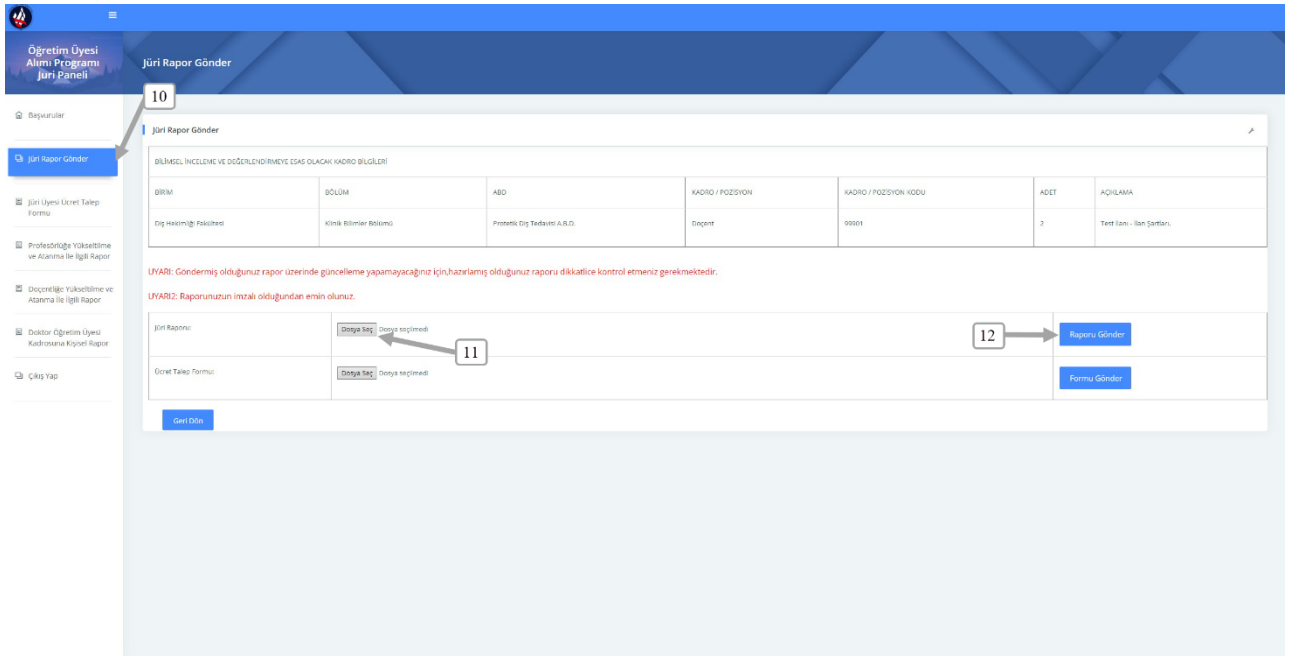 Öğretim Üyesi
Alımı Programı
Juri Paneli
Jüri Rapor Gönder
10
Başvurular
Jüri Rapor Gönder
Jüri Üyesi Ücret Talep
Formu
Profesörlüğe Yükseltilme
ve Atanma İle İlgili Rapor
Doçentliğe Yükseltilme ve
Atanma İle İlgili Rapor
Doktor Öğretim Üyesi
Kadrosuna Kişisel Rapor
Çıkış Yap
Jüri Rapor Gönder
BİLİMSEL İNCELEME VE DEĞERLENDİRMEYE ESAS OLACAK KADRO BİLGİLERİ
BİRİM BÖLÜM ABD KADRO / POZİSYON KADRO / POZİSYON KODU ADET AÇIKLAMA
Diş Hekimliği Fakültesi Klinik Bilimler Bölümü Protetik Diş Tedavisi A.B.D. Doçent 99901 2 Test İlanı - İlan Şartları.
UYARI: Göndermiş olduğunuz rapor üzerinde güncelleme yapamayacağınız için,hazırlamış olduğunuz raporu dikkatlice kontrol etmeniz gerekmektedir.
UYARI2: Raporunuzun imzalı olduğundan emin olunuz.
Jüri Raporu: Dosya Seç Dosya seçilmedi 11 12 Raporu Gönder
Ücret Talep Formu: Dosya Seç Dosya seçilmedi Formu Gönder
Geri Dön